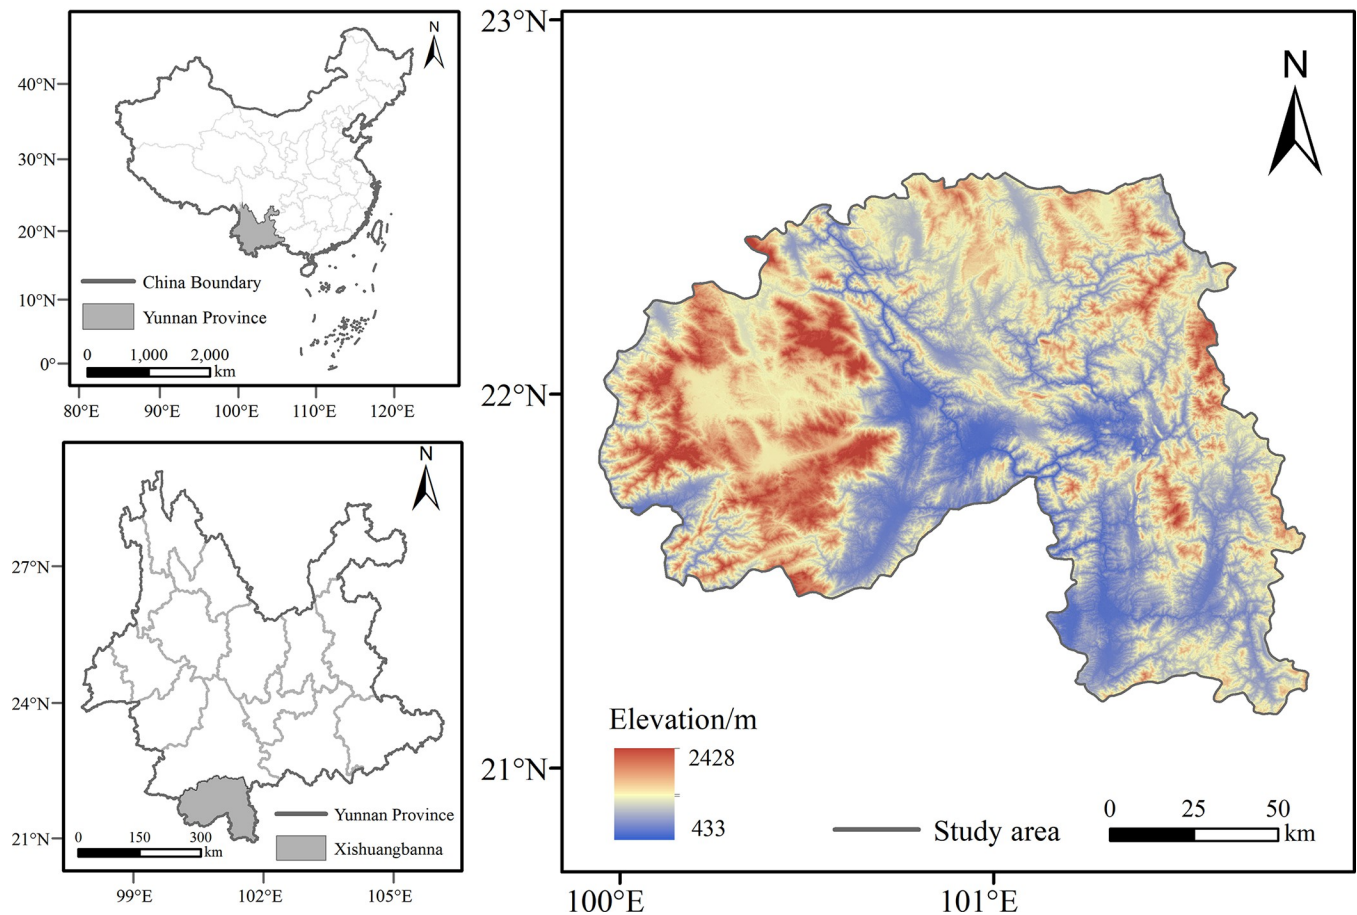 N
40°N
30°N
20°N
10°N
0°
China Boundary
Yunnan Province
0 1,000 2,000
km
80°E 90°E 100°E 110°E 120°E
N
27°N
24°N
21°N
Yunnan Province
Xishuangbanna
0 150 300
km
99°E 102°E 105°E
23°N
22°N
21°N
N
Elevation/m
2428
433
Study area
0 25 50
km
100°E 101°E